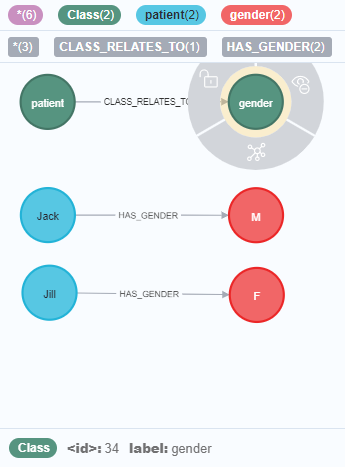 *(6) Class(2) patient(2) gender(2)
*(3) CLASS_RELATES_TO(1) HAS_GENDER(2)
patient CLASS_RELATES_TO gender
Jack HAS_GENDER M
Jill HAS_GENDER F
Class <id>: 34 label: gender